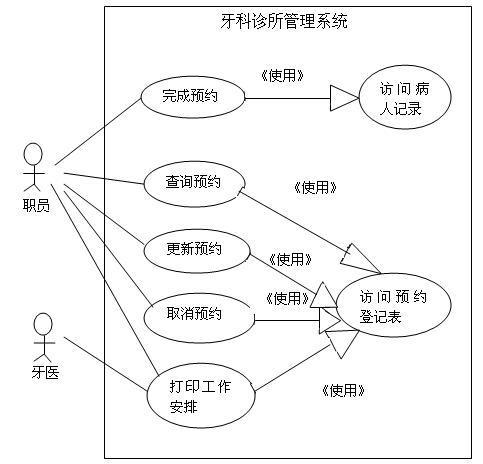 牙科诊所管理系统
《使用》
完成预约
访问病
人记录
职员
查询预约
《使用》
更新预约
《使用》
取消预约
《使用》
访问预约
登记表
牙医
打印工作
安排
《使用》